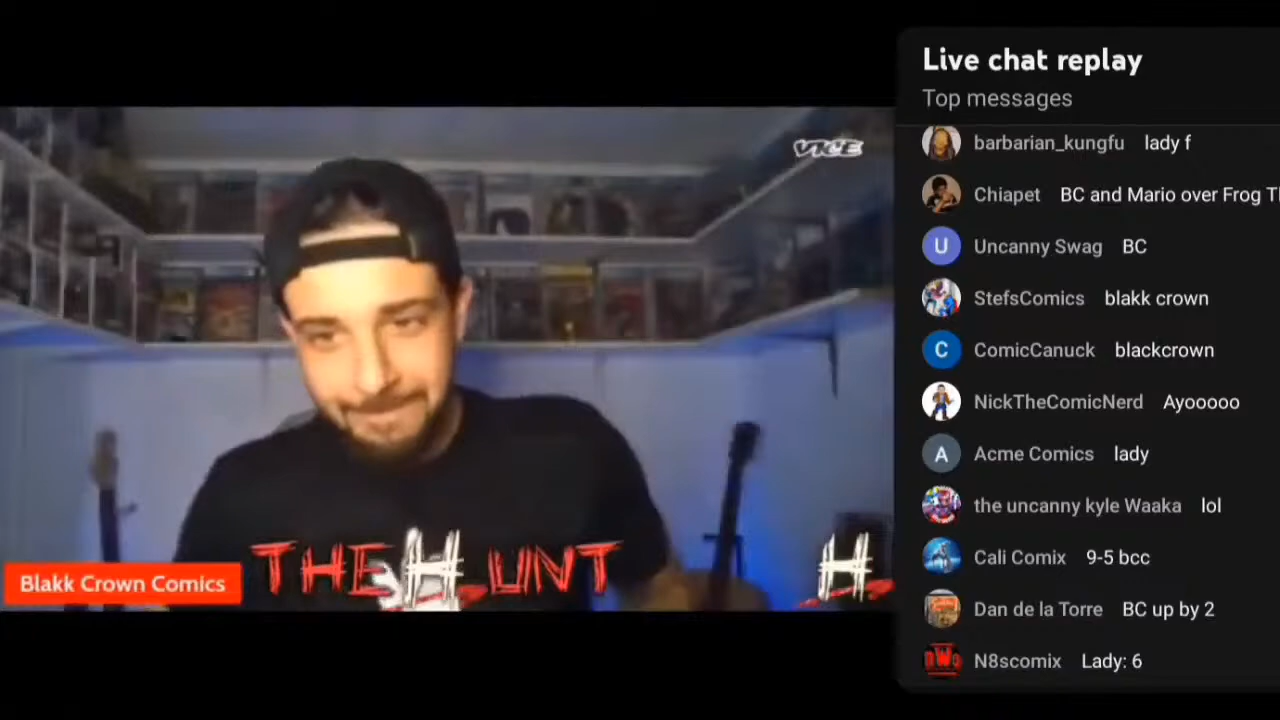 VICE
THE HUNT
H
Blakk Crown Comics
Live chat replay
Top messages
barbarian_kungfu lady f
Chiapet BC and Mario over Frog
U Uncanny Swag BC
StefsComics blakk crown
C ComicCanuck blackcrown
NickTheComicNerd Ayooooo
A Acme Comics lady
the uncanny kyle Waaka lol
Cali Comix 9-5 bcc
Dan de la Torre BC up by 2
nWo N8scomix Lady: 6